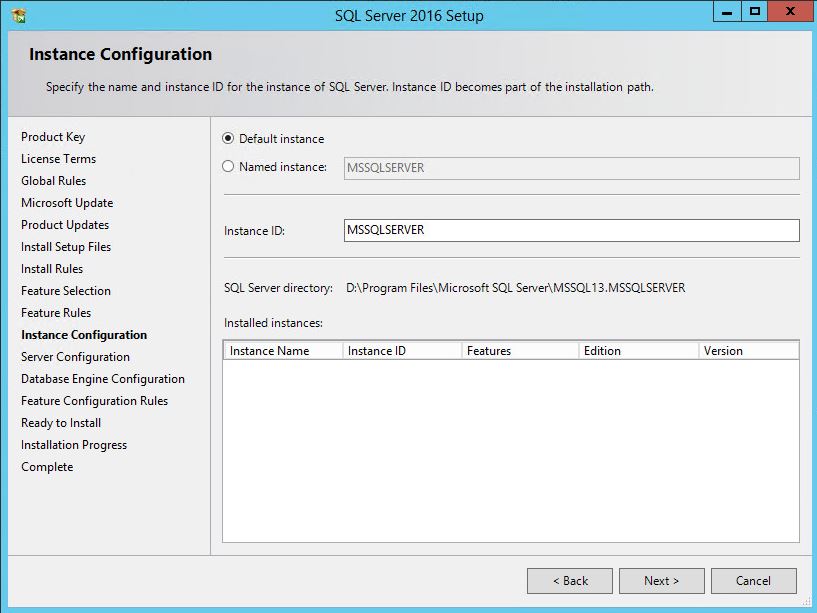 SQL Server 2016 Setup
Instance Configuration
Specify the name and instance ID for the instance of SQL Server. Instance ID becomes part of the installation path.
Product Key
License Terms
Global Rules
Microsoft Update
Product Updates
Install Setup Files
Install Rules
Feature Selection
Feature Rules
Instance Configuration
Server Configuration
Database Engine Configuration
Feature Configuration Rules
Ready to Install
Installation Progress
Complete
Default instance
Named instance: MSSQLSERVER
Instance ID: MSSQLSERVER
SQL Server directory: D:\Program Files\Microsoft SQL Server\MSSQL13.MSSQLSERVER
Installed instances:
Instance Name Instance ID Features Edition Version
< Back Next > Cancel